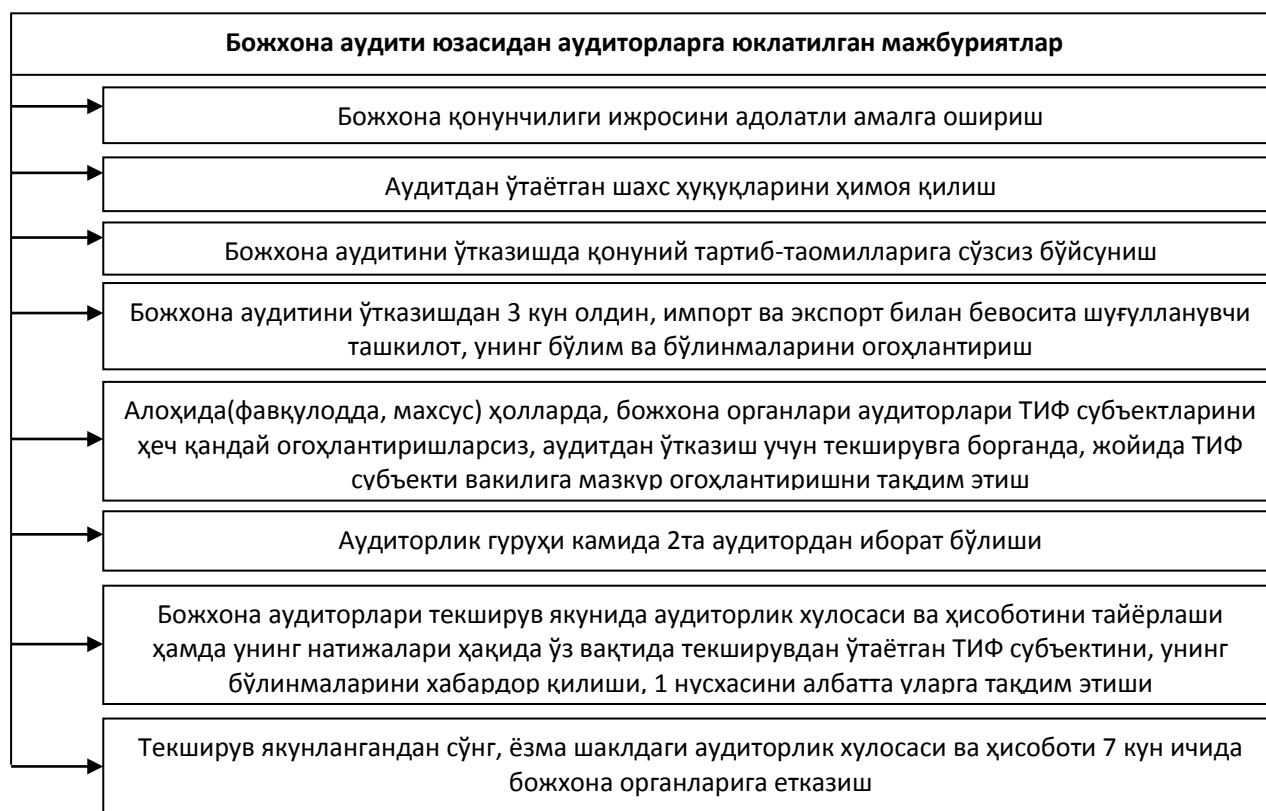 Божхона аудити юзасидан аудиторларга юклатилган мажбуриятлар
Божхона қонунчилиги ижросини адолатли амалга ошириш
Аудитдан ўтаётган шахс ҳуқуқларини ҳимоя қилиш
Божхона аудитини ўтказишда қонуний тартиб-таомилларига сўзсиз бўйсуниш
Божхона аудитини ўтказишдан 3 кун олдин, импорт ва экспорт билан бевосита шуғулланувчи
ташкилот, унинг бўлим ва бўлинмаларини огоҳлантириш
Алоҳида(фавқулодда, махсус) ҳолларда, божхона органлари аудиторлари ТИФ субъектларини
ҳеч қандай огоҳлантиришларсиз, аудитдан ўтказиш учун текширувга борганда, жойида ТИФ
субъекти вакилига мазкур огоҳлантиришни тақдим этиш
Аудиторлик гуруҳи камида 2та аудитордан иборат бўлиши
Божхона аудиторлари текширув якунида аудиторлик хулосаси ва ҳисоботини тайёрлаши
ҳамда унинг натижалари ҳақида ўз вақтида текширувдан ўтаётган ТИФ субъектини, унинг
бўлинмаларини хабардор қилиши, 1 нусхасини албатта уларга тақдим этиши
Текширув якунлангандан сўнг, ёзма шаклдаги аудиторлик хулосаси ва ҳисоботи 7 кун ичида
божхона органларига етказиш